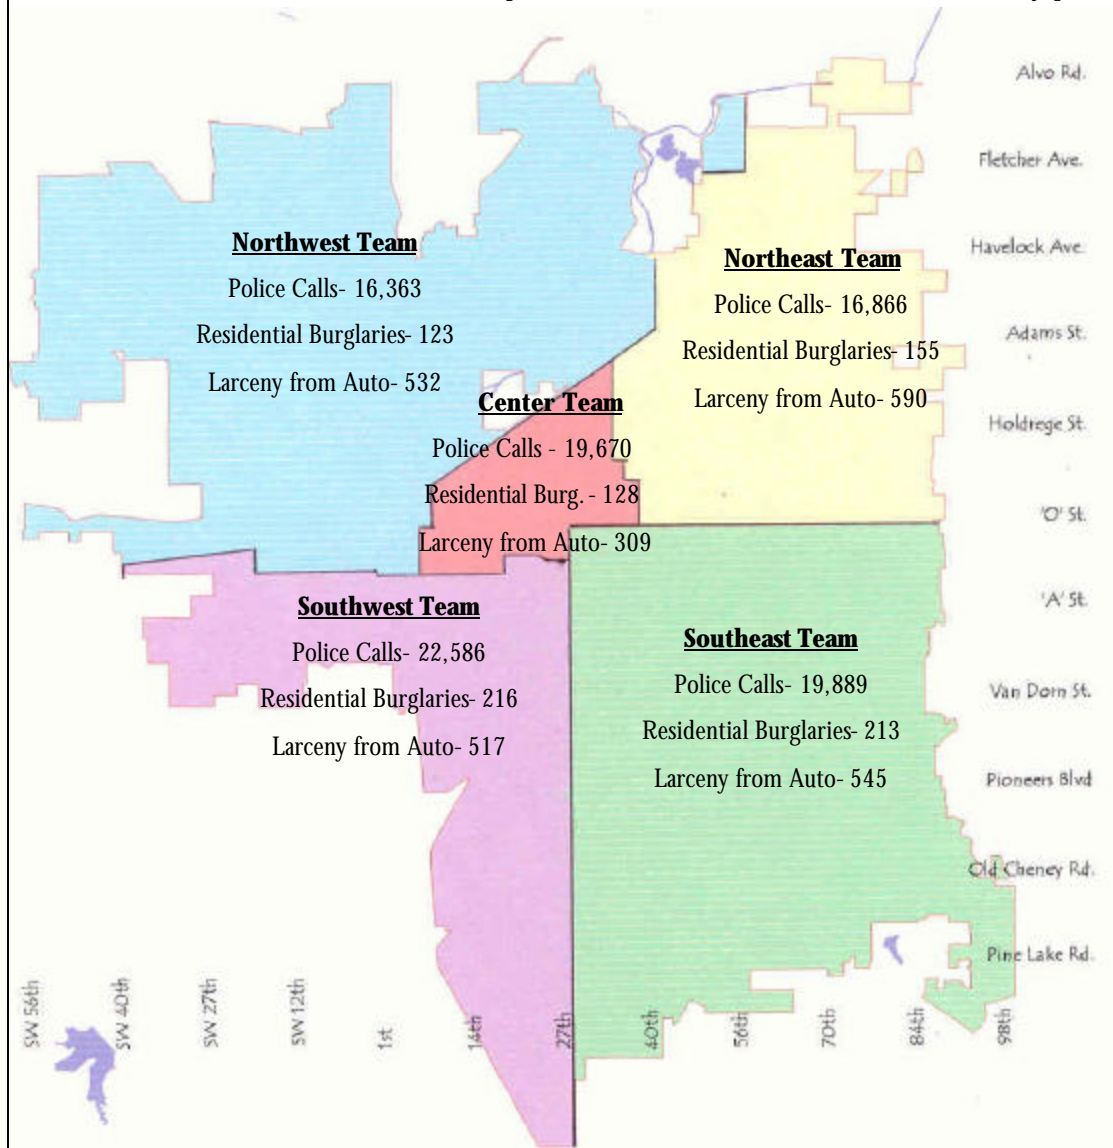 Alvo Rd.
Fletcher Ave.
Havelock Ave.
Adams St.
Holdrege St.
'O' St.
'A' St.
Van Dorn St.
Pioneers Blvd
Old Cheney Rd.
Pine Lake Rd.
Northwest Team
Police Calls- 16,363
Residential Burglaries- 123
Larceny from Auto- 532
Northeast Team
Police Calls- 16,866
Residential Burglaries- 155
Larceny from Auto- 590
Center Team
Police Calls - 19,670
Residential Burg. - 128
Larceny from Auto- 309
Southwest Team
Police Calls- 22,586
Residential Burglaries- 216
Larceny from Auto- 517
Southeast Team
Police Calls- 19,889
Residential Burglaries- 213
Larceny from Auto- 545
SW 56th
SW 40th
SW 27th
SW 12th
1st
14th
27th
40th
56th
70th
84th
98th